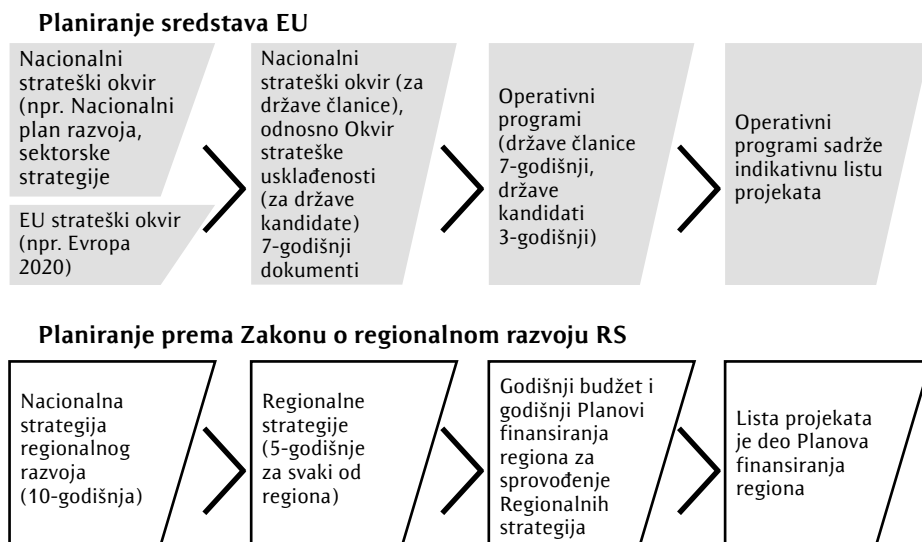 Planiranje sredstava EU
Nacionalni
strateški okvir
(npr. Nacionalni
plan razvoja,
sektorske
strategije
EU strateški okvir
(npr. Evropa
2020)
Nacionalni
strateški okvir (za
države članice),
odnosno Okvir
strateške
usklađenosti
(za države
kandidate)
7-godišnji
dokumenti
Operativni
programi
(države članice
7-godišnji,
države
kandidati
3-godišnji)
Operativni
programi sadrže
indikativnu listu
projekata
Planiranje prema Zakonu o regionalnom razvoju RS
Nacionalna
strategija
regionalnog
razvoja
(10-godišnja)
Regionalne
strategije
(5-godišnje
za svaki od
regiona)
Godišnji budžet i
godišnji Planovi
finansiranja
regiona za
sprovođenje
Regionalnih
strategija
Lista projekata
je deo Planova
finansiranja
regiona